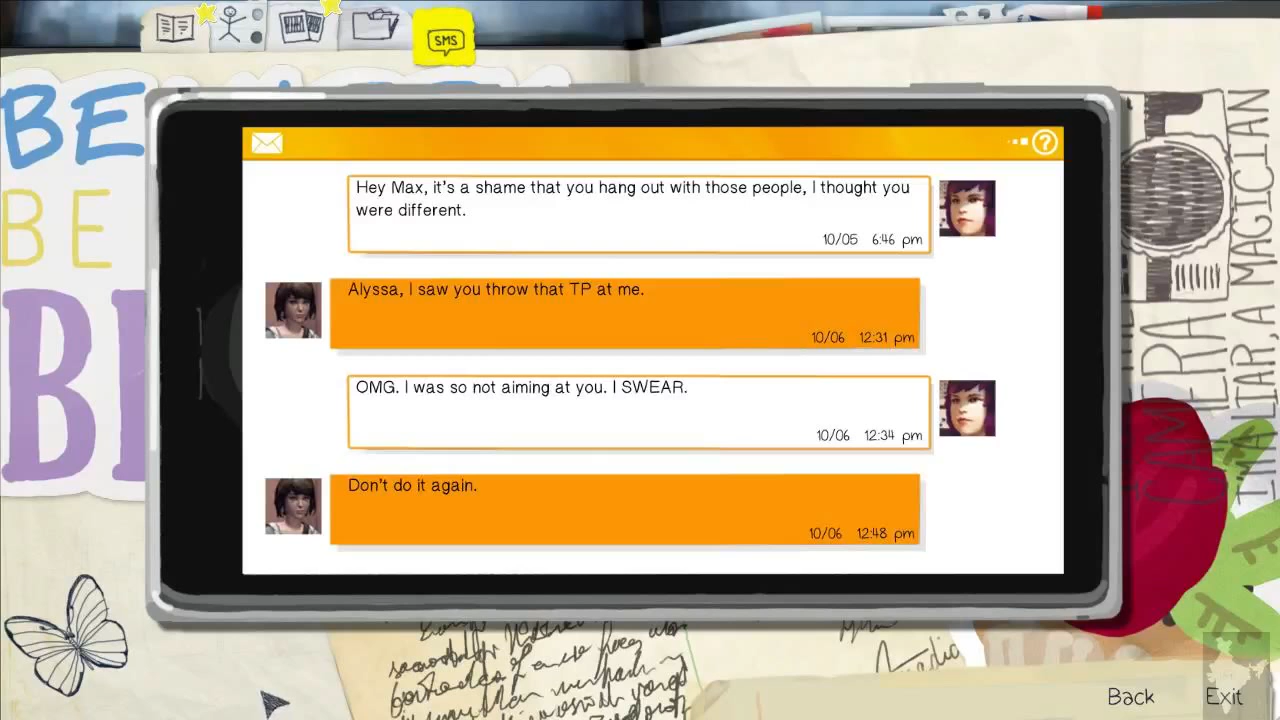 SMS
Hey Max, it's a shame that you hang out with those people, I thought you
were different.
10/05 6:46 pm
Alyssa, I saw you throw that TP at me.
10/06 12:31 pm
OMG. I was so not aiming at you. I SWEAR.
10/06 12:34 pm
Don't do it again.
10/06 12:48 pm
BE
BE
CAMERA
A MAGICIAN
Back Exit